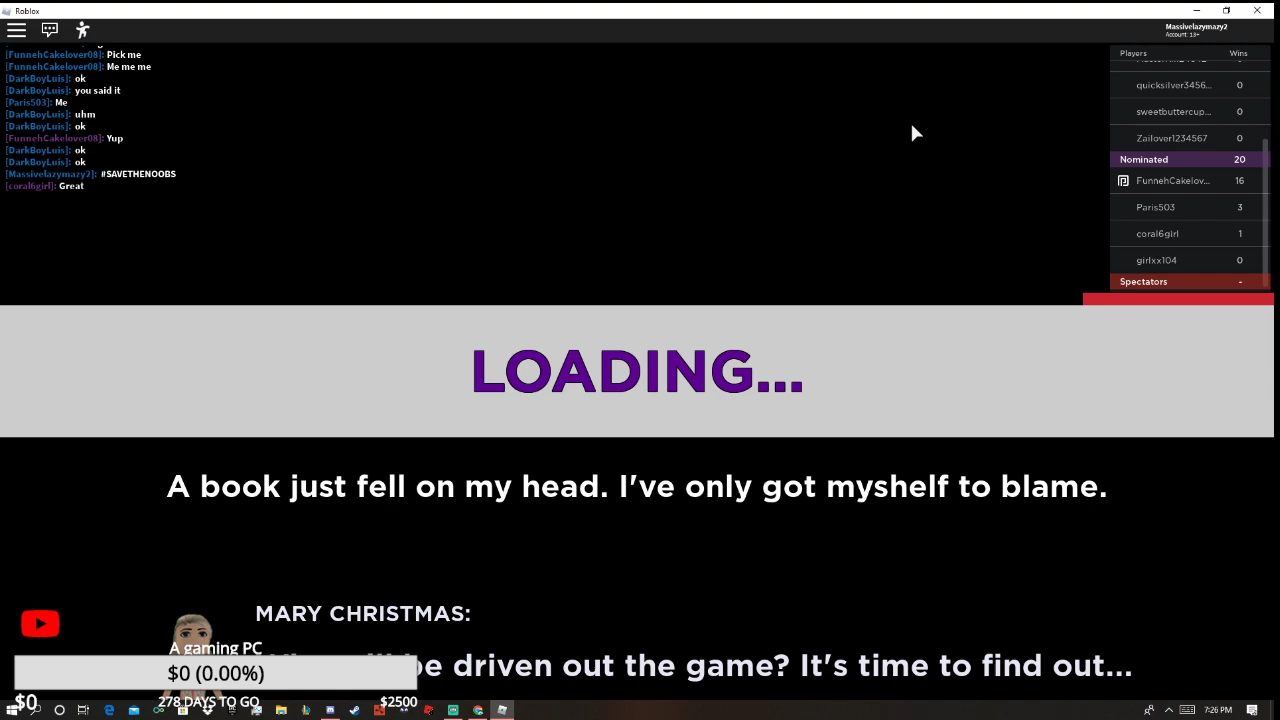 Roblox
Massivelazymazy2
Account: 13+
[FunnehCakelover08]: Pick me
[FunnehCakelover08]: Me me me
[DarkBoyLuis]: ok
[DarkBoyLuis]: you said it
[Paris503]: Me
[DarkBoyLuis]: uhm
[DarkBoyLuis]: ok
[FunnehCakelover08]: Yup
[DarkBoyLuis]: ok
[DarkBoyLuis]: ok
[Massivelazymazy2]: #SAVETHENOOBS
[coral6girl]: Great
Players Wins
quicksilver3456... 0
sweetbuttercup... 0
Zailover1234567 0
Nominated 20
FunnehCakelov... 16
Paris503 3
coral6girl 1
girlxx104 0
Spectators -
LOADING...
A book just fell on my head. I've only got myshelf to blame.
MARY CHRISTMAS:
be driven out the game? It's time to find out...
A gaming PC
$0 (0.00%)
$0 278 DAYS TO GO $2500
7:26 PM